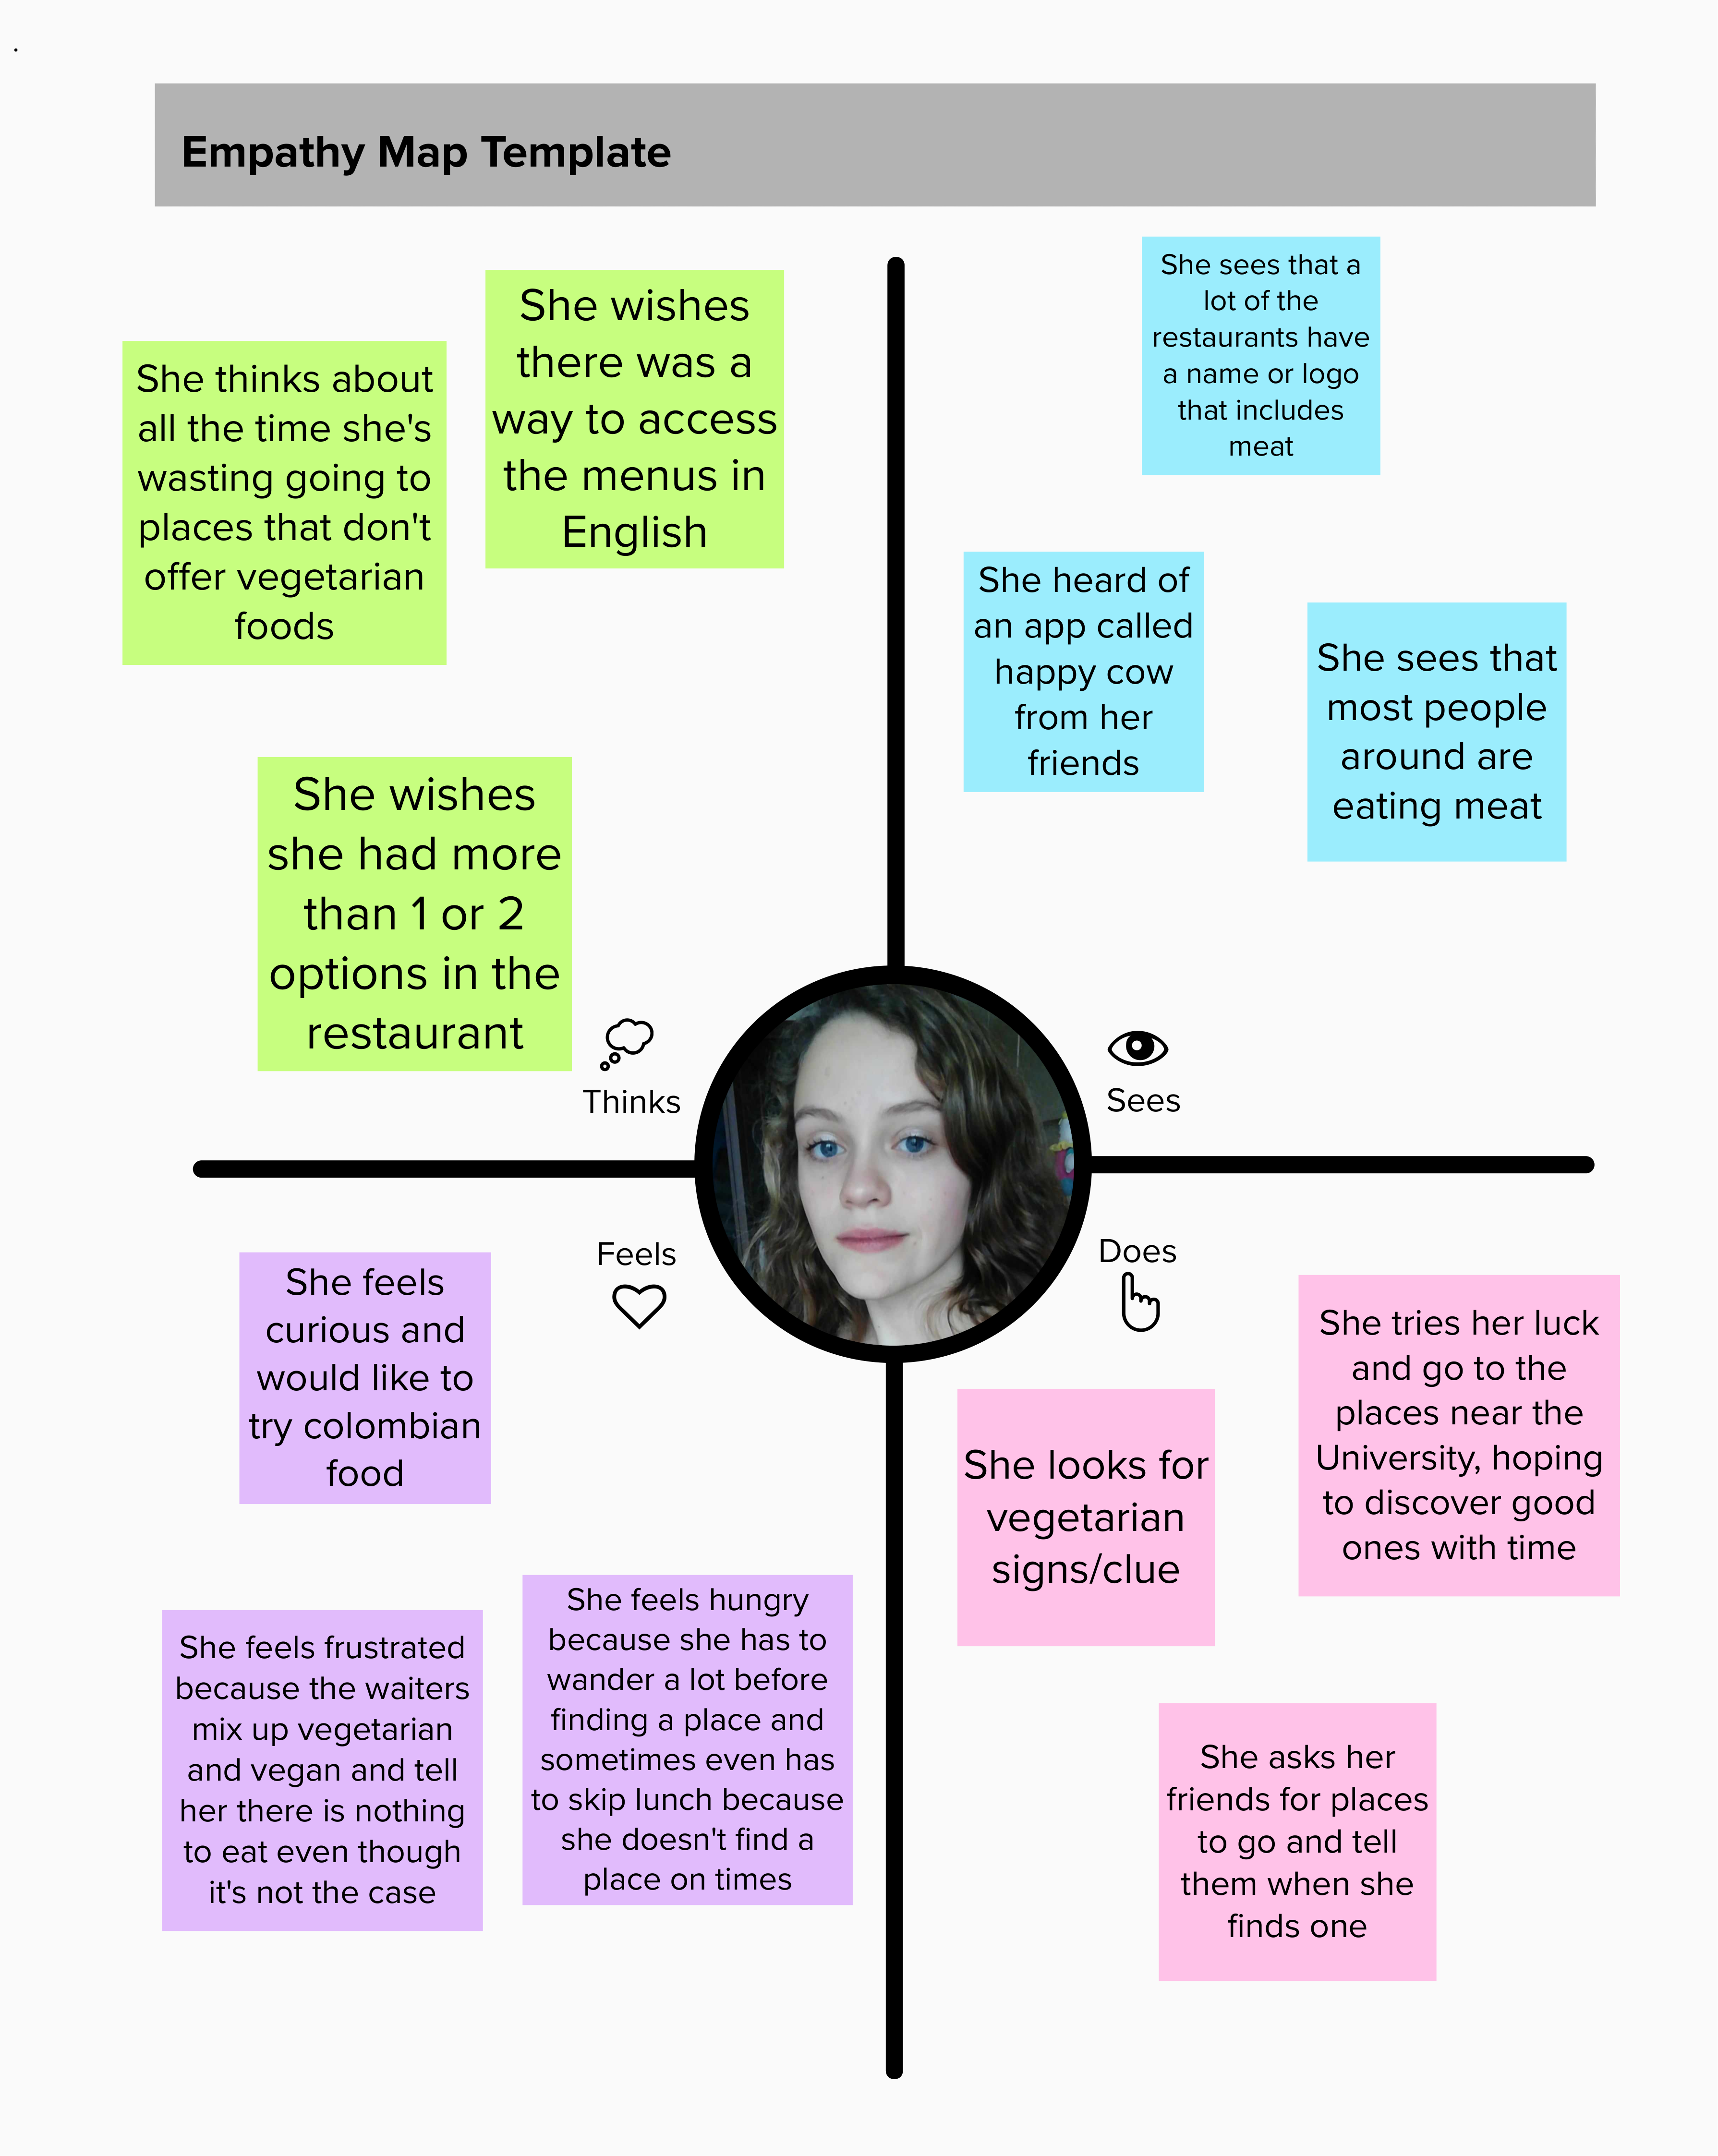 Empathy Map Template
She thinks about
all the time she's
wasting going to
places that don't
offer vegetarian
foods
She wishes
there was a
way to access
the menus in
English
She wishes
she had more
than 1 or 2
options in the
restaurant
Thinks
She sees that a
lot of the
restaurants have
a name or logo
that includes
meat
She heard of
an app called
happy cow
from her
friends
She sees that
most people
around are
eating meat
Sees
Feels
She feels
curious and
would like to
try colombian
food
She feels frustrated
because the waiters
mix up vegetarian
and vegan and tell
her there is nothing
to eat even though
it's not the case
She feels hungry
because she has to
wander a lot before
finding a place and
sometimes even has
to skip lunch because
she doesn't find a
place on times
Does
She looks for
vegetarian
signs/clue
She tries her luck
and go to the
places near the
University, hoping
to discover good
ones with time
She asks her
friends for places
to go and tell
them when she
finds one